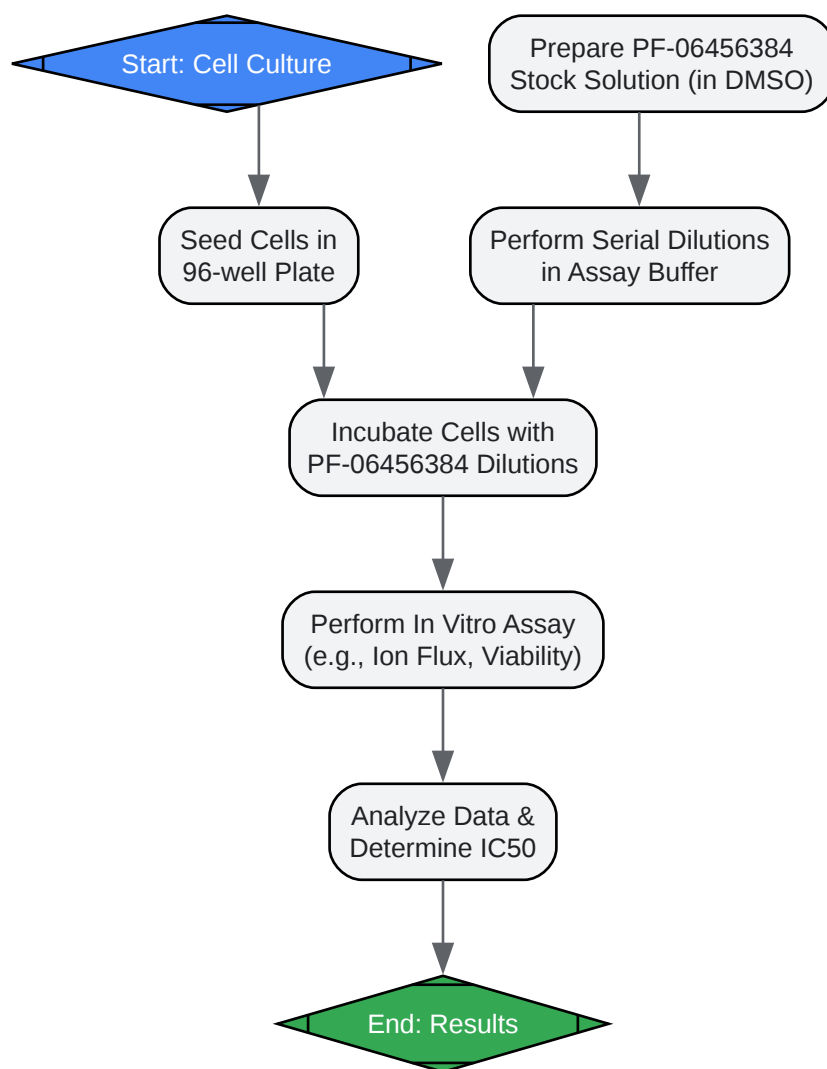 Start: Cell Culture
Prepare PF-06456384
Stock Solution (in DMSO)
Seed Cells in
96-well Plate
Perform Serial Dilutions
in Assay Buffer
Incubate Cells with
PF-06456384 Dilutions
Perform In Vitro Assay
(e.g., Ion Flux, Viability)
Analyze Data &
Determine IC50
End: Results